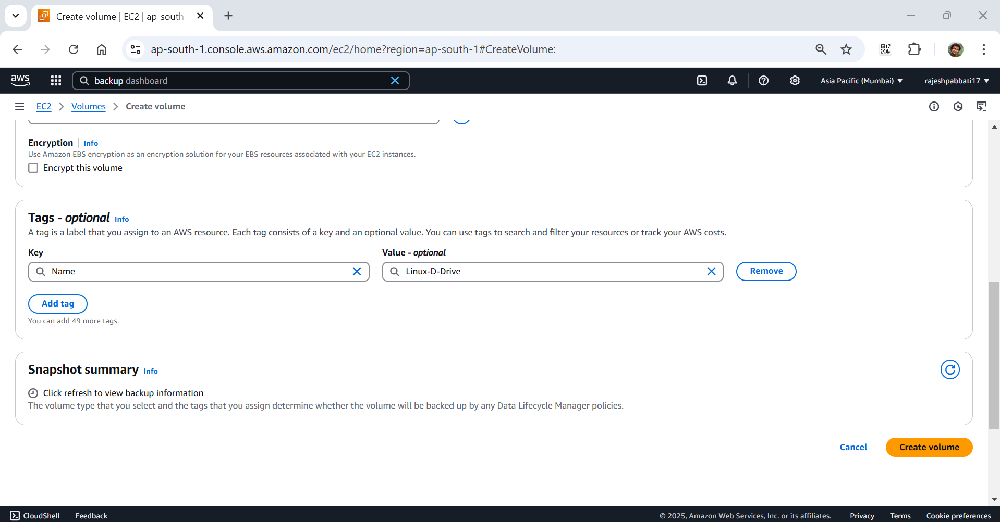 Create volume | EC2 | ap-south-
ap-south-1.console.aws.amazon.com/ec2/home?region=ap-south-1#CreateVolume:
aws
backup dashboard
Asia Pacific (Mumbai)
rajeshpabbati17
EC2 > Volumes > Create volume
Encryption | Info
Use Amazon EBS encryption as an encryption solution for your EBS resources associated with your EC2 instances.
Encrypt this volume
Tags - optional Info
A tag is a label that you assign to an AWS resource. Each tag consists of a key and an optional value. You can use tags to search and filter your resources or track your AWS costs.
Key
Value - optional
Name
Linux-D-Drive
Remove
Add tag
You can add 49 more tags.
Snapshot summary Info
Click refresh to view backup information
The volume type that you select and the tags that you assign determine whether the volume will be backed up by any Data Lifecycle Manager policies.
Cancel
Create volume
CloudShell
Feedback
© 2025, Amazon Web Services, Inc. or its affiliates.
Privacy
Terms
Cookie preferences